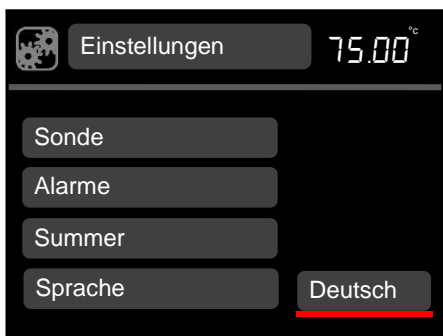 Einstellungen 75.00°c
Sonde
Alarme
Summer
Sprache Deutsch